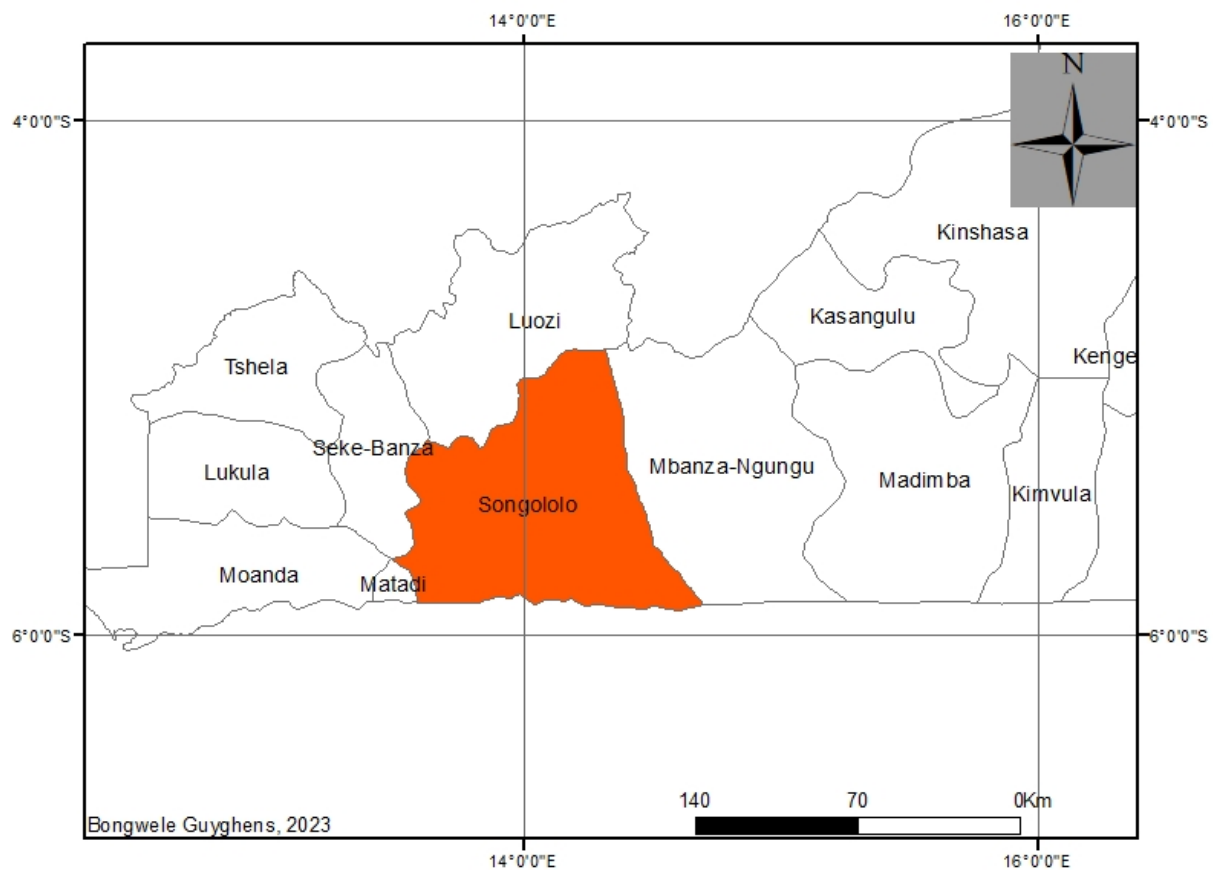 14°0'0"E
16°0'0"E
N
4°0'0"S
4°0'0"S
Kinshasa
Luozi
Kasangulu
Tshela
Kenge
Seke-Banza
Lukula
Mbanza-Ngungu
Madimba
Kimvula
Songololo
Moanda
Matadi
6°0'0"S
6°0'0"S
140 70 0Km
Bongwele Guyghens, 2023
14°0'0"E
16°0'0"E